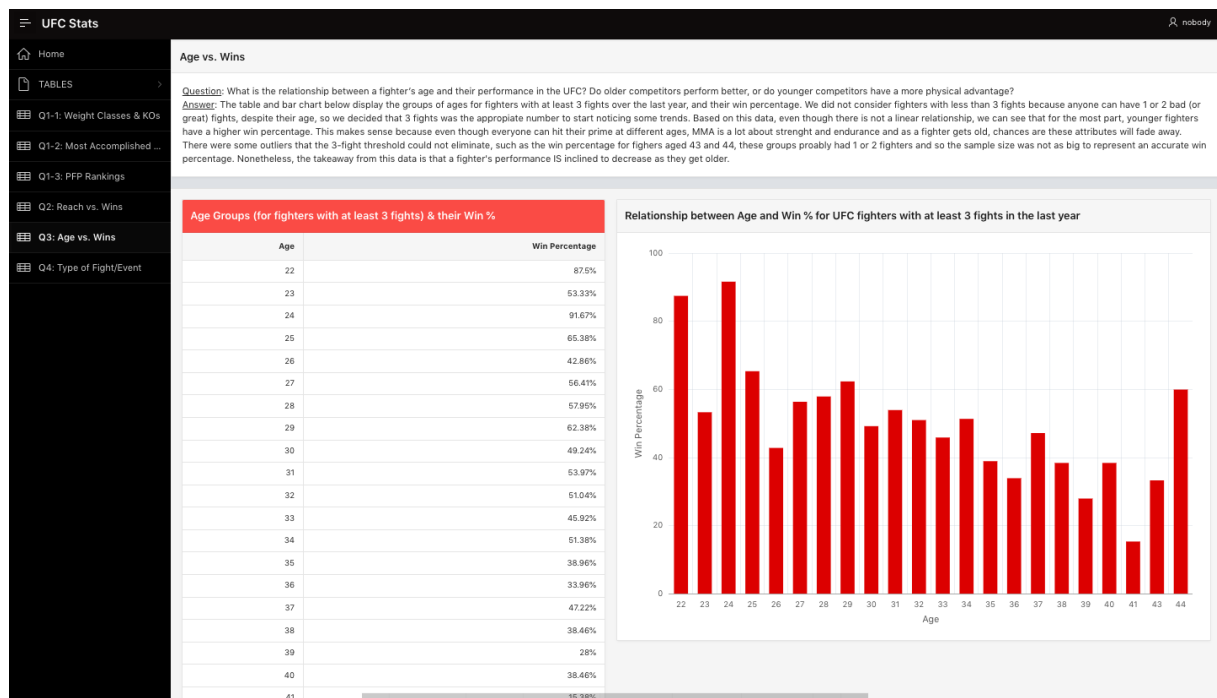 UFC Stats
nobody
Home
TABLES
Q1-1: Weight Classes & KOs
Q1-2: Most Accomplished ...
Q1-3: PFP Rankings
Q2: Reach vs. Wins
Q3: Age vs. Wins
Q4: Type of Fight/Event
Age vs. Wins
Question: What is the relationship between a fighter's age and their performance in the UFC? Do older competitors perform better, or do younger competitors have a more physical advantage?
Answer: The table and bar chart below display the groups of ages for fighters with at least 3 fights over the last year, and their win percentage. We did not consider fighters with less than 3 fights because anyone can have 1 or 2 bad (or
great) fights, despite their age, so we decided that 3 fights was the appopiate number to start noticing some trends. Based on this data, even though there is not a linear relationship, we can see that for the most part, younger fighters
have a higher win percentage. This makes sense because even though everyone can hit their prime at different ages, MMA is a lot about strenght and endurance and as a fighter gets old, chances are these attributes will fade away.
There were some outliers that the 3-fight threshold could not eliminate, such as the win percentage for fighers aged 43 and 44, these groups proably had 1 or 2 fighters and so the sample size was not as big to represent an accurate win
percentage. Nonetheless, the takeaway from this data is that a fighter's performance IS inclined to decrease as they get older.
Age Groups (for fighters with at least 3 fights) & their Win %
Age Win Percentage
22 87.5%
23 53.33%
24 91.67%
25 65.38%
26 42.86%
27 56.41%
28 57.95%
29 62.38%
30 49.24%
31 53.97%
32 51.04%
33 45.92%
34 51.38%
35 38.96%
36 33.96%
37 47.22%
38 38.46%
39 28%
40 38.46%
41 15.38%
Relationship between Age and Win % for UFC fighters with at least 3 fights in the last year
100
80
60
40
20
0
Win Percentage
22 23 24 25 26 27 28 29 30 31 32 33 34 35 36 37 38 39 40 41 43 44
Age